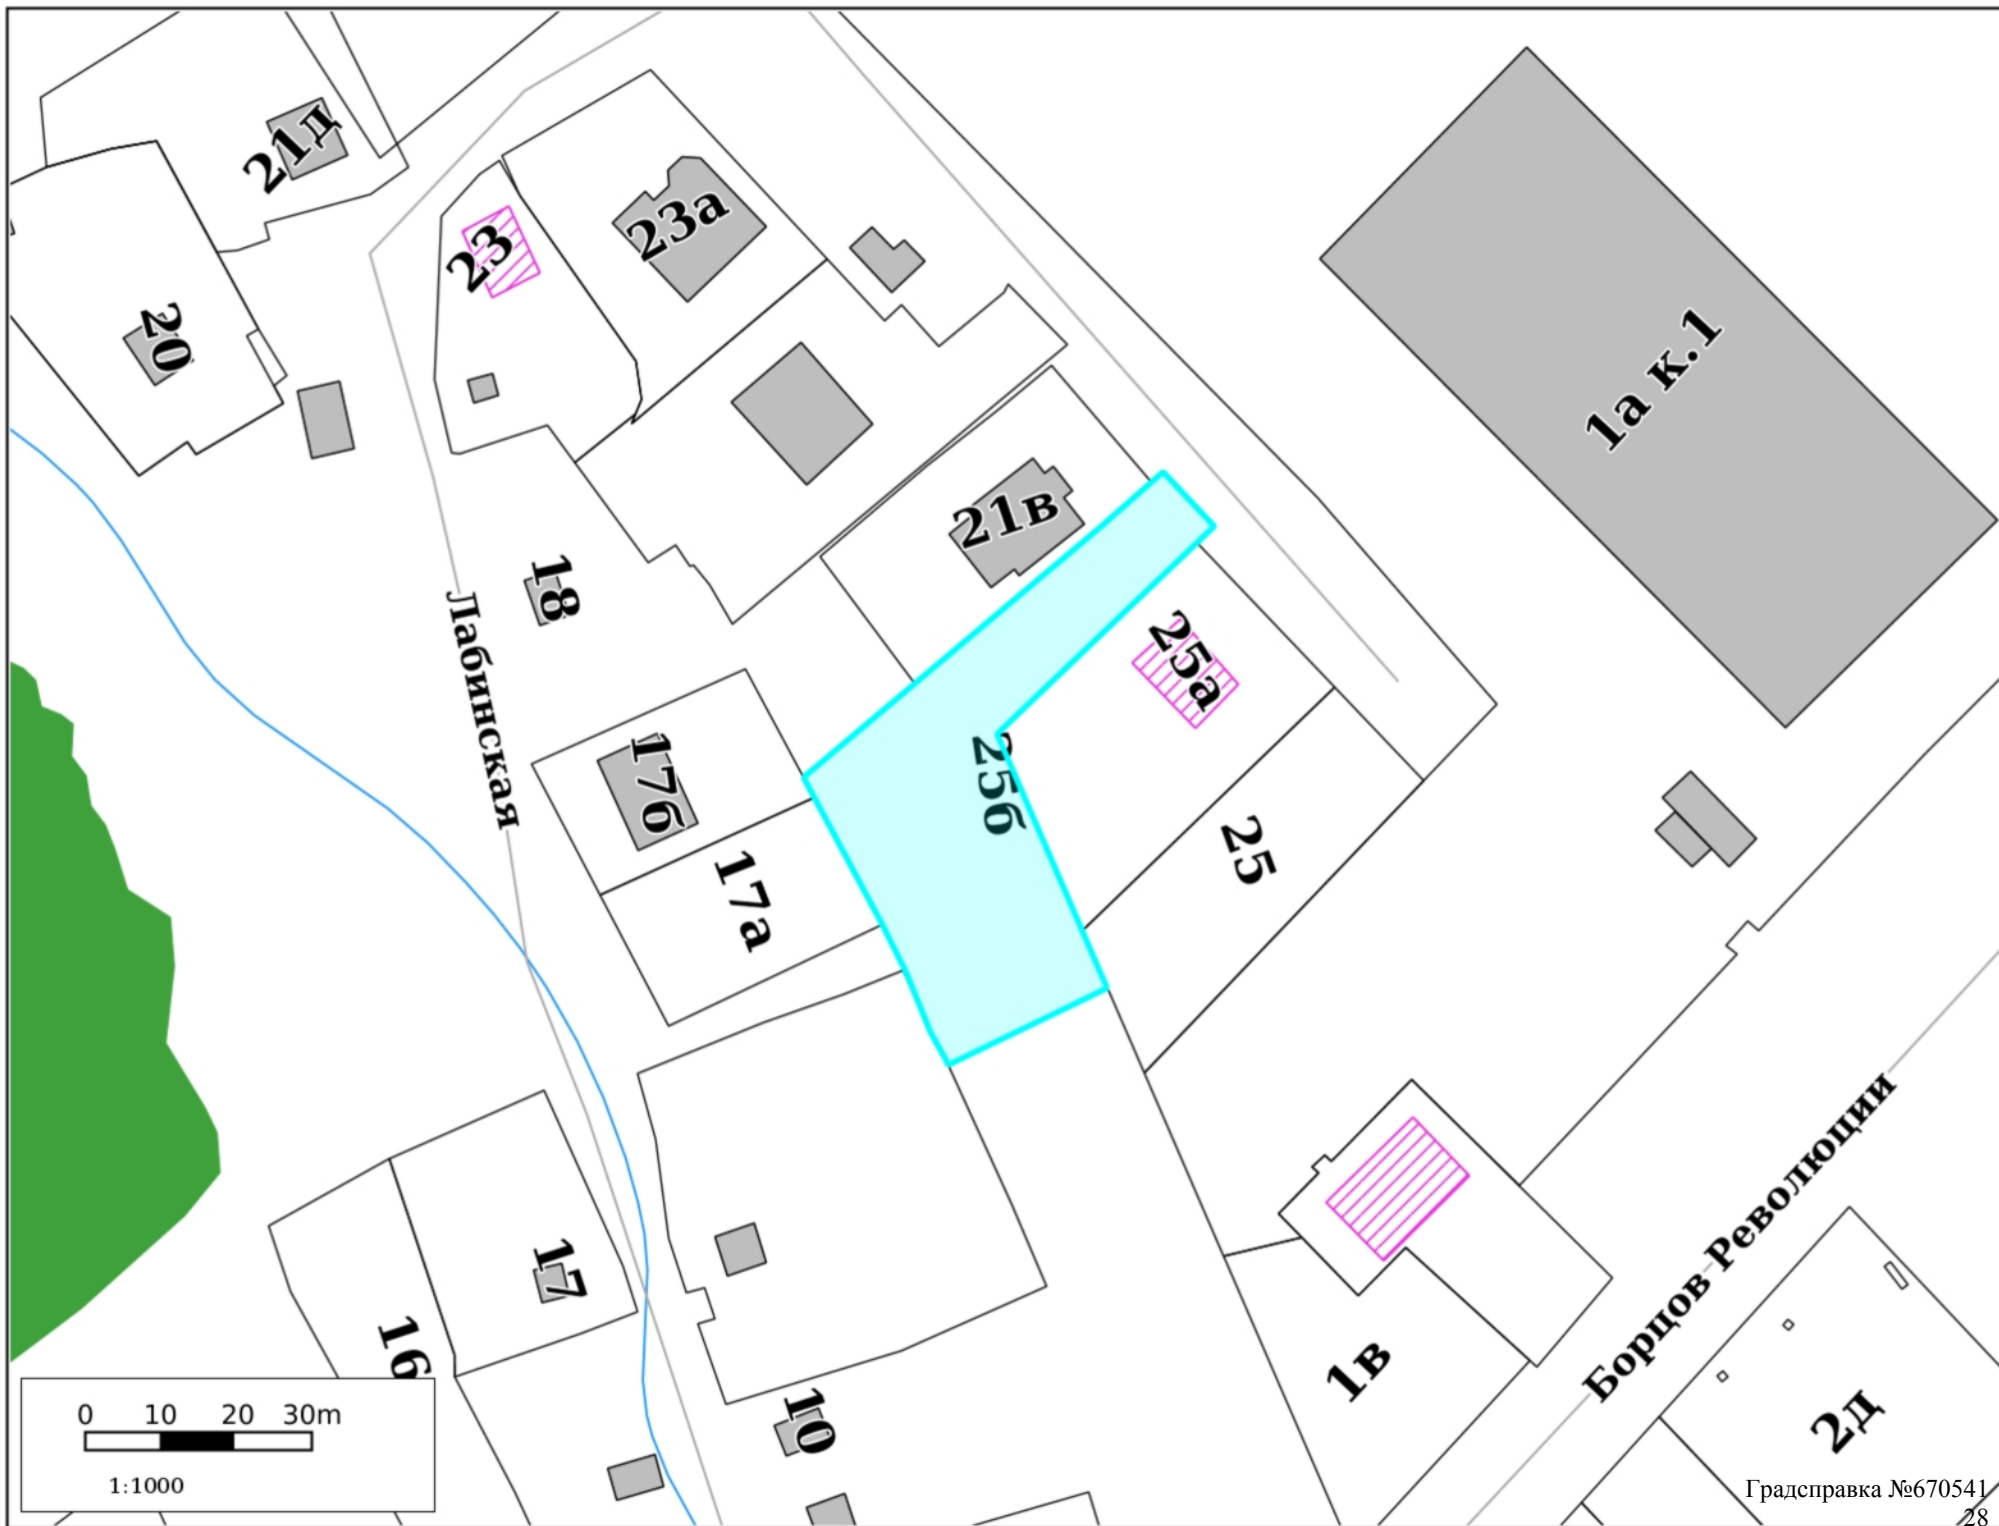 21д
23а
23
20
1а к.1
21в
18
Лабинская
25а
17б
25б
25
17а
Борцов Революции
17
16
1в
10
2д
0 10 20 30m
1:1000
Градсправка №670541
28